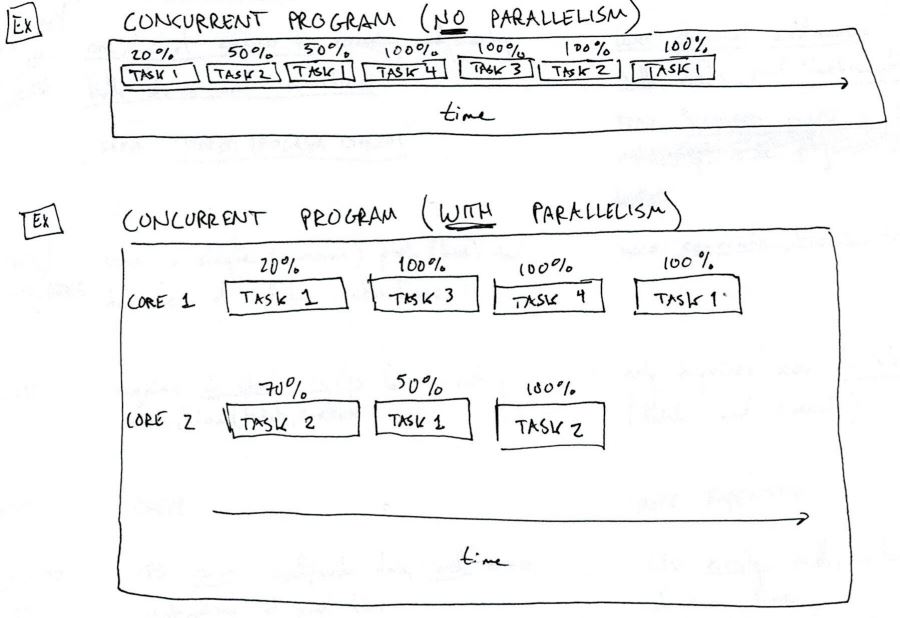 Ex
CONCURRENT PROGRAM (NO PARALLELISM)
20% 50% 50% 100% 100% 100% 100%
TASK 1 TASK 2 TASK 1 TASK 4 TASK 3 TASK 2 TASK 1
time
Ex
CONCURRENT PROGRAM (WITH PARALLELISM)
20% 100% 100% 100%
CORE 1 TASK 1 TASK 3 TASK 4 TASK 1
70% 50% 100%
CORE 2 TASK 2 TASK 1 TASK 2
time